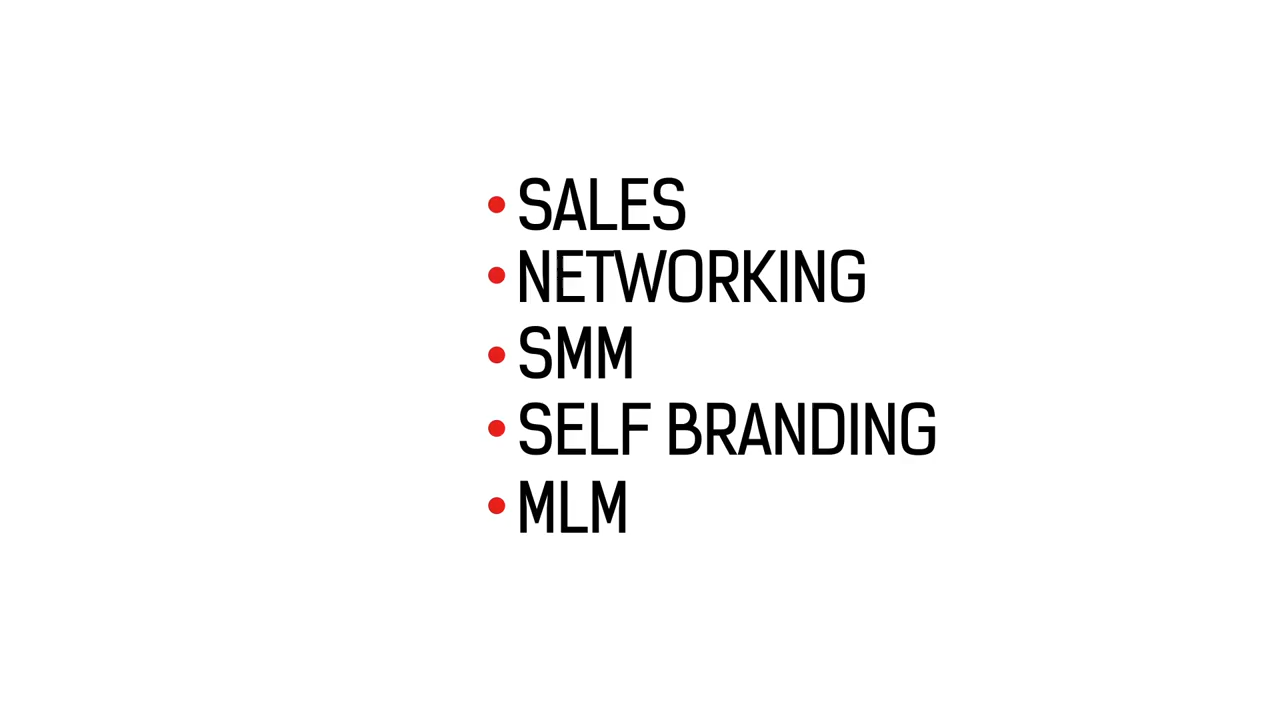 • SALES
• NETWORKING
• SMM
• SELF BRANDING
• MLM